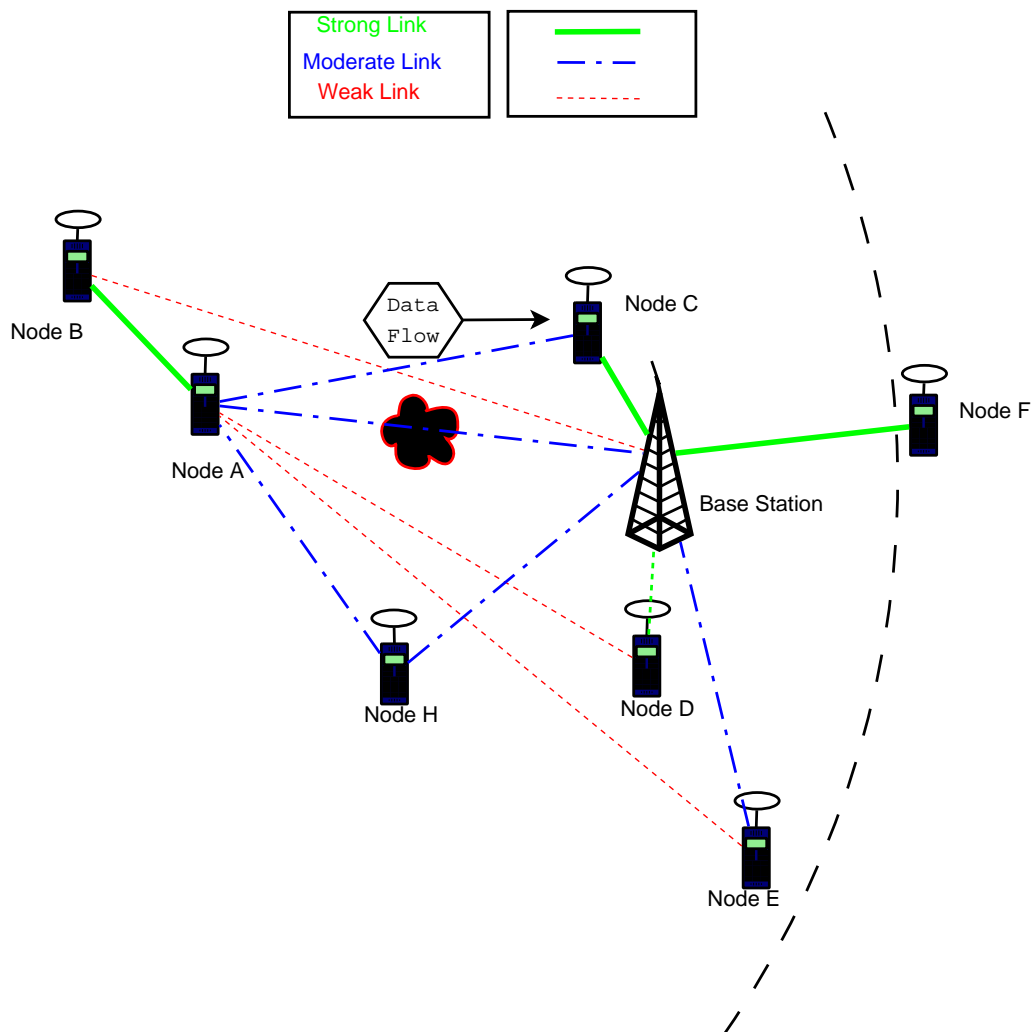 Strong Link
Moderate Link
Weak Link
Data
Flow
Node C
Node B
Node F
Node A
Base Station
Node H
Node D
Node E